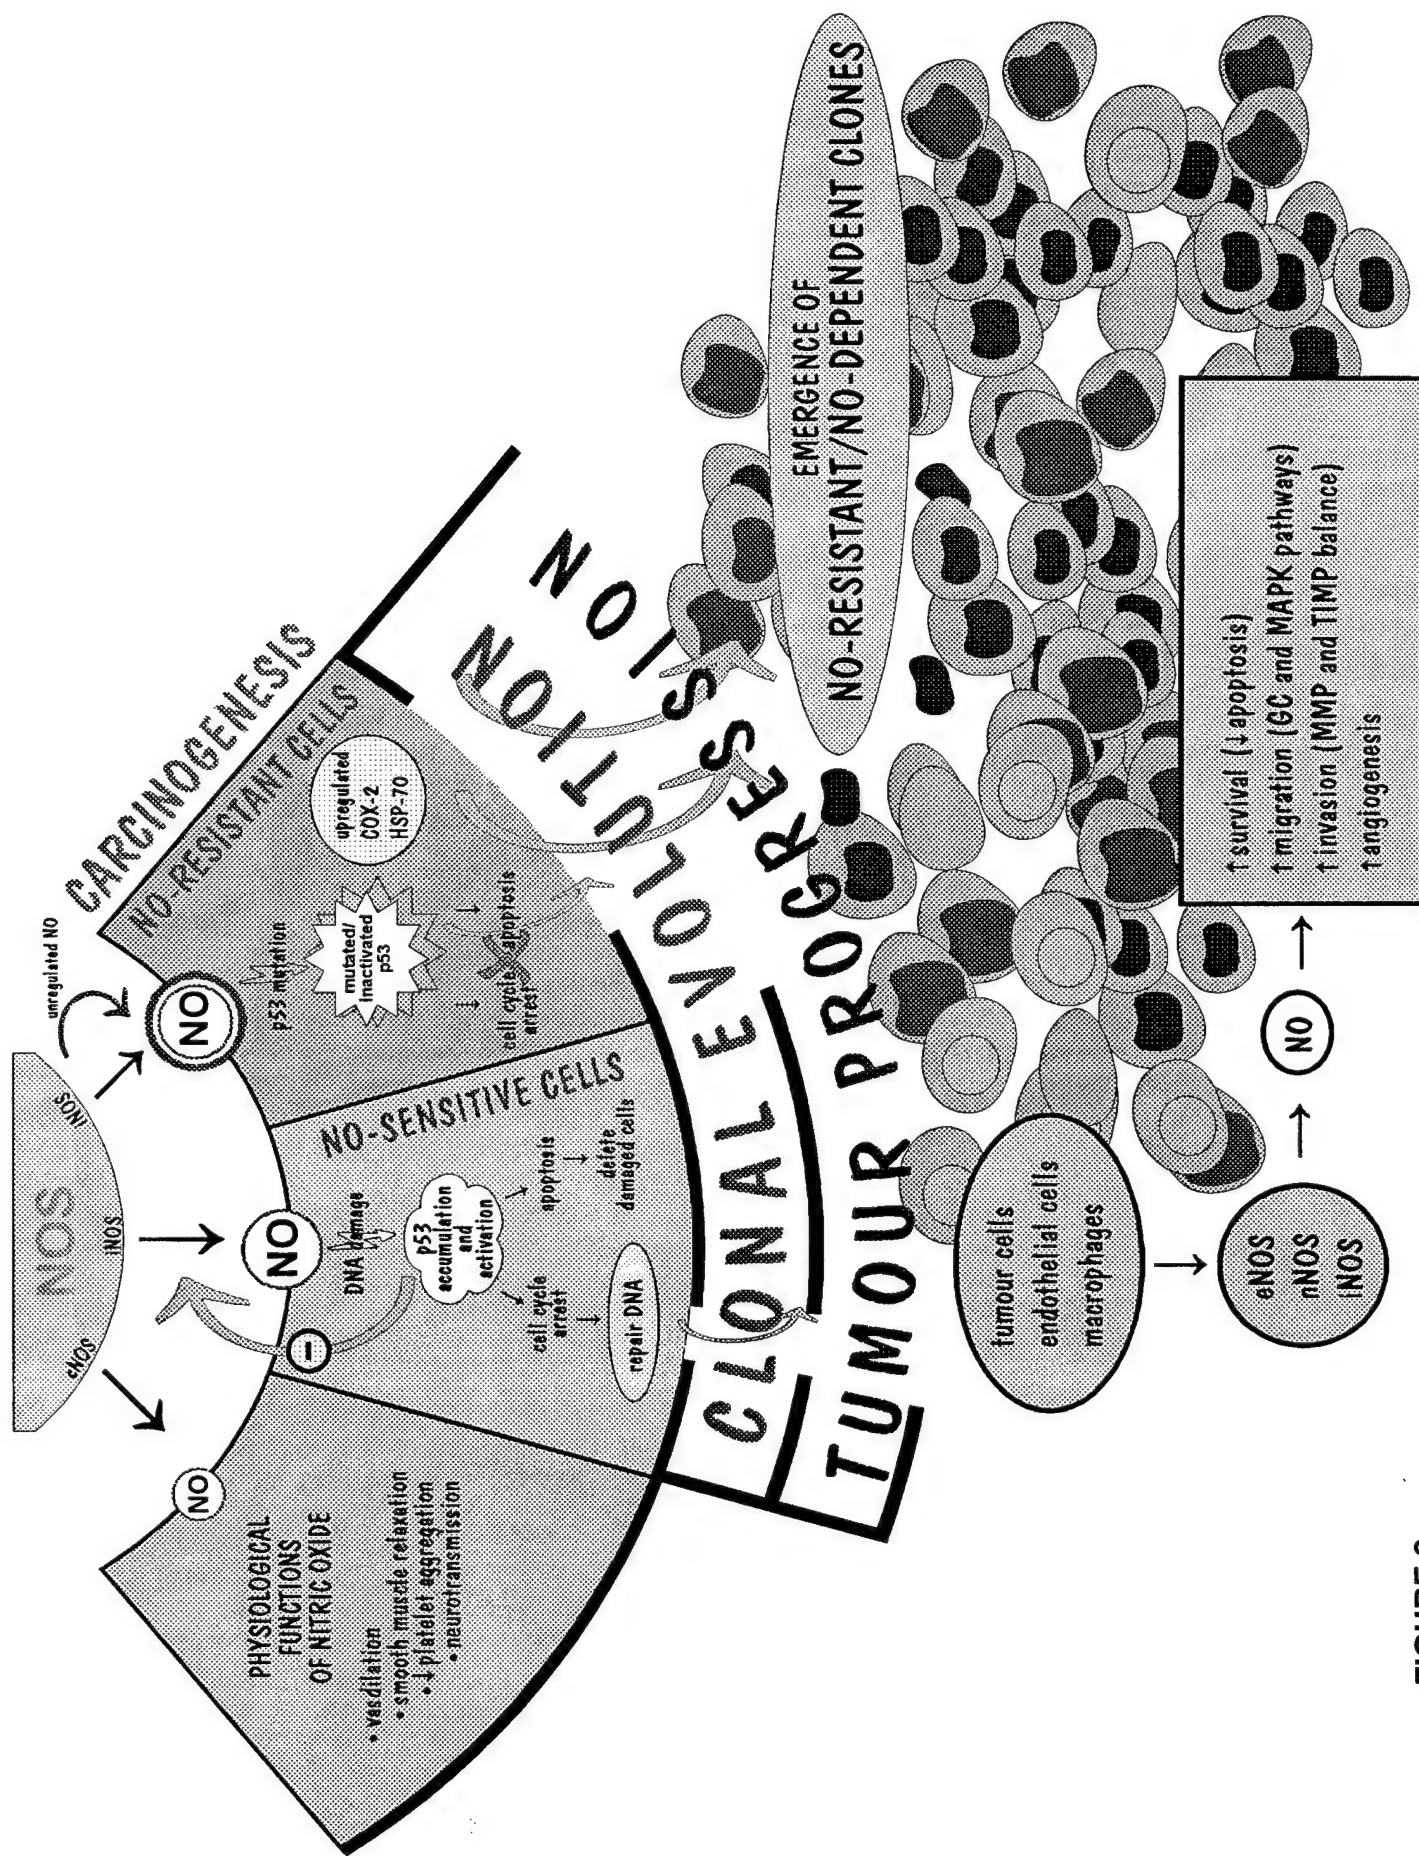 NOS
cNOS
iNOS
iNOS
unregulated NO
NO
NO
NO
CARCINOGENESIS
PHYSIOLOGICAL
FUNCTIONS
OF NITRIC OXIDE
• vasdilation
• smooth muscle relaxation
• ↓platelet aggregation
• neurotransmission
NO-SENSITIVE CELLS
DNA damage
–
p53
accumulation
and
activation
cell cycle
arrest
↓
repair DNA
apoptosis
↓
delete
damaged cells
NO-RESISTANT CELLS
p53 mutation
mutated/
inactivated
p53
upregulated
COX-2
HSP-70
cell cycle
arrest
apoptosis
CLONAL EVOLUTION
TUMOUR PROGRESSION
EMERGENCE OF
NO-RESISTANT/NO-DEPENDENT CLONES
tumour cells
endothelial cells
macrophages
eNOS
nNOS
iNOS
NO
↑survival (↓apoptosis)
↑migration (GC and MAPK pathways)
↑invasion (MMP and TIMP balance)
↑angiogenesis